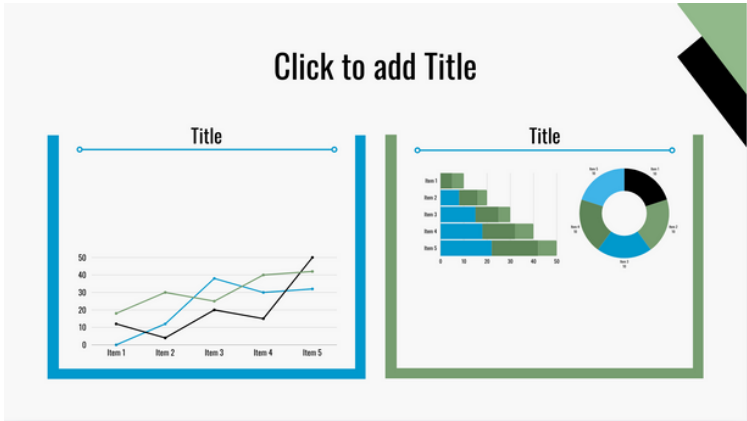 Click to add Title
Title
50
40
30
20
10
0
Item 1 Item 2 Item 3 Item 4 Item 5
Title
Item 1
Item 2
Item 3
Item 4
Item 5
0 10 20 30 40 50